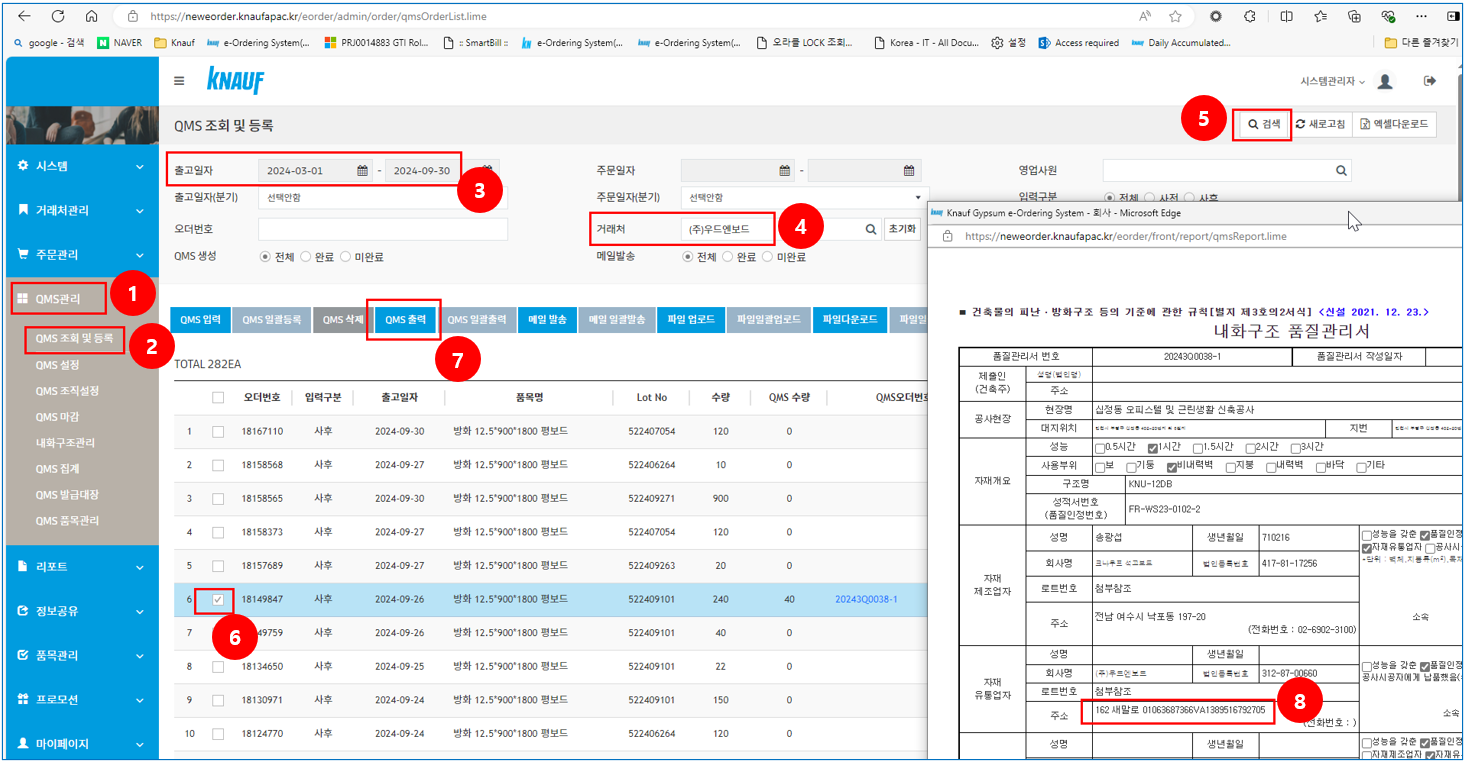 https://neweorder.knaufapac.kr/eorder/admin/order/qmsOrderList.lime
google - 검색 NAVER Knauf e-Ordering System(... PRJ0014883 GTI Rol... :: SmartBill :: e-Ordering System(... e-Ordering System(... 오라클 LOCK 조회... Korea - IT - All Docu... 설정 Access required Daily Accumulated... 다른 즐겨찾기
KNAUF
시스템관리자
QMS 조회 및 등록
5
검색 새로고침 엑셀다운로드
시스템
거래처관리
주문관리
1
QMS관리
2
QMS 조회 및 등록
QMS 설정
QMS 조직설정
QMS 마감
내화구조관리
QMS 집계
QMS 발급대장
QMS 품목관리
리포트
정보공유
품목관리
프로모션
마이페이지
출고일자 2024-03-01 - 2024-09-30
3
주문일자 -
영업사원
출고일자(분기) 선택안함
주문일자(분기) 선택안함
입력구분 전체 사전 사후
오더번호
거래처 (주)우드엔보드
4
초기화
QMS 생성 전체 완료 미완료
메일발송 전체 완료 미완료
QMS 입력 QMS 일괄등록 QMS 삭제 QMS 출력 QMS 일괄출력 메일 발송 메일 일괄발송 파일 업로드 파일일괄업로드 파일다운로드 파일일
7
TOTAL 282EA
오더번호 입력구분 출고일자 품목명 Lot No 수량 QMS 수량 QMS오더번호
1 18167110 사후 2024-09-30 방화 12.5*900*1800 평보드 522407054 120 0
2 18158568 사후 2024-09-27 방화 12.5*900*1800 평보드 522406264 10 0
3 18158565 사후 2024-09-30 방화 12.5*900*1800 평보드 522409271 900 0
4 18158373 사후 2024-09-27 방화 12.5*900*1800 평보드 522407054 120 0
5 18157689 사후 2024-09-27 방화 12.5*900*1800 평보드 522409263 20 0
6 18149847 사후 2024-09-26 방화 12.5*900*1800 평보드 522409101 240 40 20243Q0038-1
6
7 49759 사후 2024-09-26 방화 12.5*900*1800 평보드 522409101 40 0
8 18134650 사후 2024-09-25 방화 12.5*900*1800 평보드 522409101 22 0
9 18130971 사후 2024-09-24 방화 12.5*900*1800 평보드 522409101 150 0
10 18124770 사후 2024-09-24 방화 12.5*900*1800 평보드 522406264 120 0
Knauf Gypsum e-Ordering System - 회사 - Microsoft Edge
https://neweorder.knaufapac.kr/eorder/front/report/qmsReport.lime
■ 건축물의 피난ㆍ방화구조 등의 기준에 관한 규칙[별지 제3호의2서식] <신설 2021. 12. 23.>
내화구조 품질관리서
품질관리서 번호 20243Q0038-1 품질관리서 작성일자
제출인
(건축주)
성명(법인명)
주소
공사현장
현장명 십정동 오피스텔 및 근린생활 신축공사
대지위치
지번
자재개요
성능 0.5시간 1시간 1.5시간 2시간 3시간
사용부위 보 기둥 비내력벽 지붕 내력벽 바닥 기타
구조명 KNU-12DB
성적서번호
(품질인정번호)
FR-WS23-0102-2
자재
제조업자
성명 송광섭 생년월일 710216
성능을 갖춘 품질인정
자재유통업자 공사시
회사명 크나우프 석고보드 법인등록번호 417-81-17256
로트번호 첨부참조
주소 전남 여수시 낙포동 197-20
(전화번호 : 02-6902-3100)
소속
자재
유통업자
성명 생년월일
회사명 (주)우드엔보드 법인등록번호 312-87-00660
성능을 갖춘 품질인정
공사시공자에게 납품했음(
로트번호 첨부참조
주소 162 새말로 01063687366VA1389516792705
8
(전화번호 : )
소속
성명 생년월일
성능을 갖춘 품질인정
자재제조업자 자재유